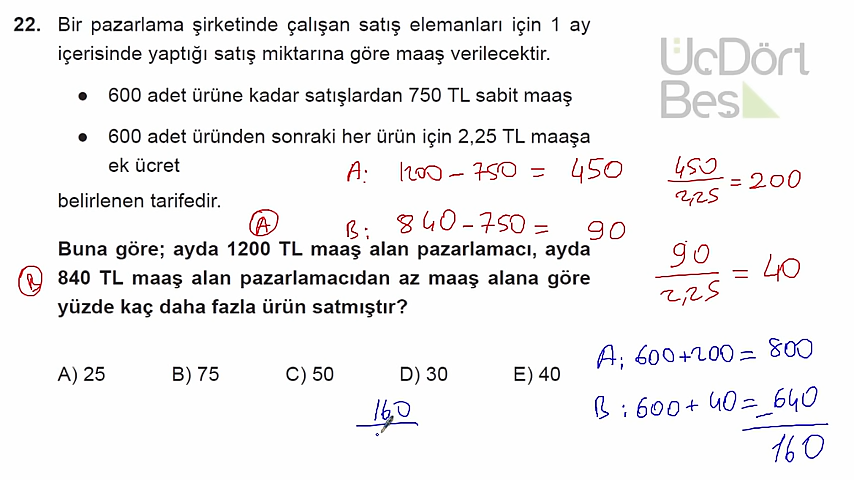 22. Bir pazarlama şirketinde çalışan satış elemanları için 1 ay
içerisinde yaptığı satış miktarına göre maaş verilecektir.
ÜçDört
Beş
● 600 adet ürüne kadar satışlardan 750 TL sabit maaş
● 600 adet üründen sonraki her ürün için 2,25 TL maaşa
ek ücret
A: 1200 - 750 = 450
450/2,25 = 200
belirlenen tarifedir.
A
B: 840 - 750 = 90
Buna göre; ayda 1200 TL maaş alan pazarlamacı, ayda
B 840 TL maaş alan pazarlamacıdan az maaş alana göre
90/2,25 = 40
yüzde kaç daha fazla ürün satmıştır?
A) 25 B) 75 C) 50 D) 30 E) 40
A: 600+200 = 800
B: 600 + 40 = 640
-
160
160